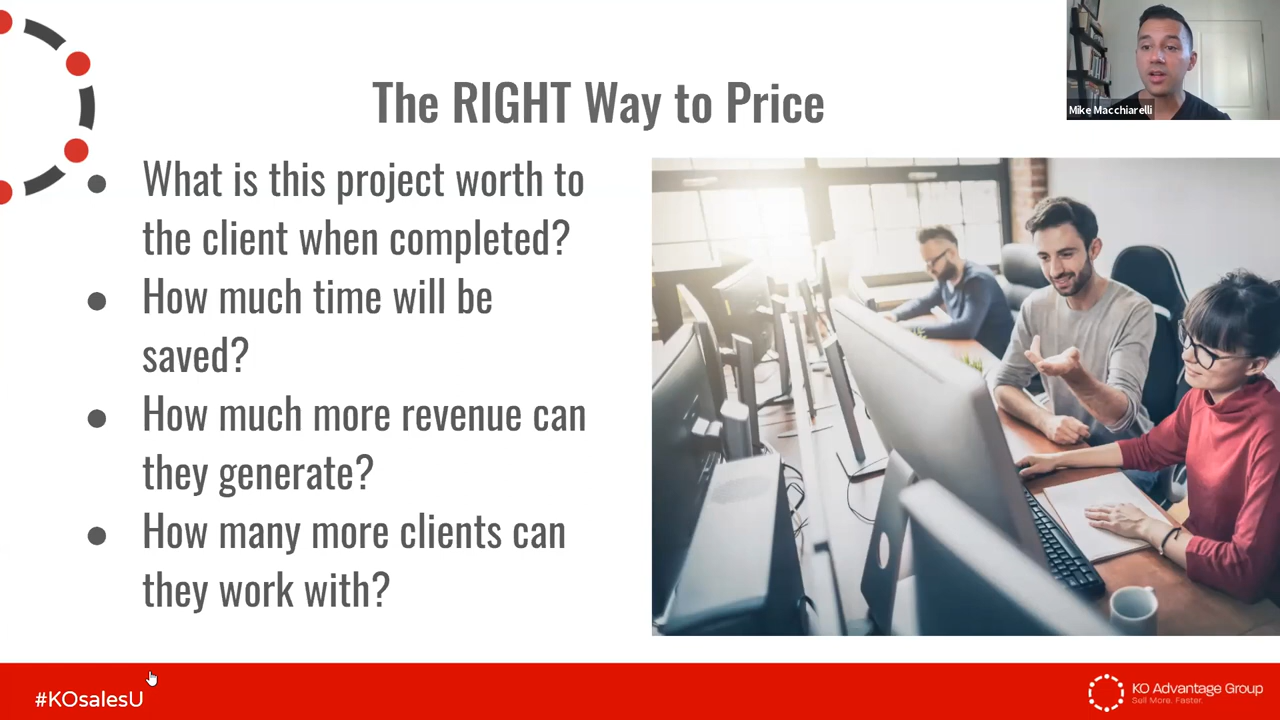 The RIGHT Way to Price
Mike Macchiarelli
● What is this project worth to
the client when completed?
● How much time will be
saved?
● How much more revenue can
they generate?
● How many more clients can
they work with?
#KOsalesU
KO Advantage Group
Sell More. Faster.